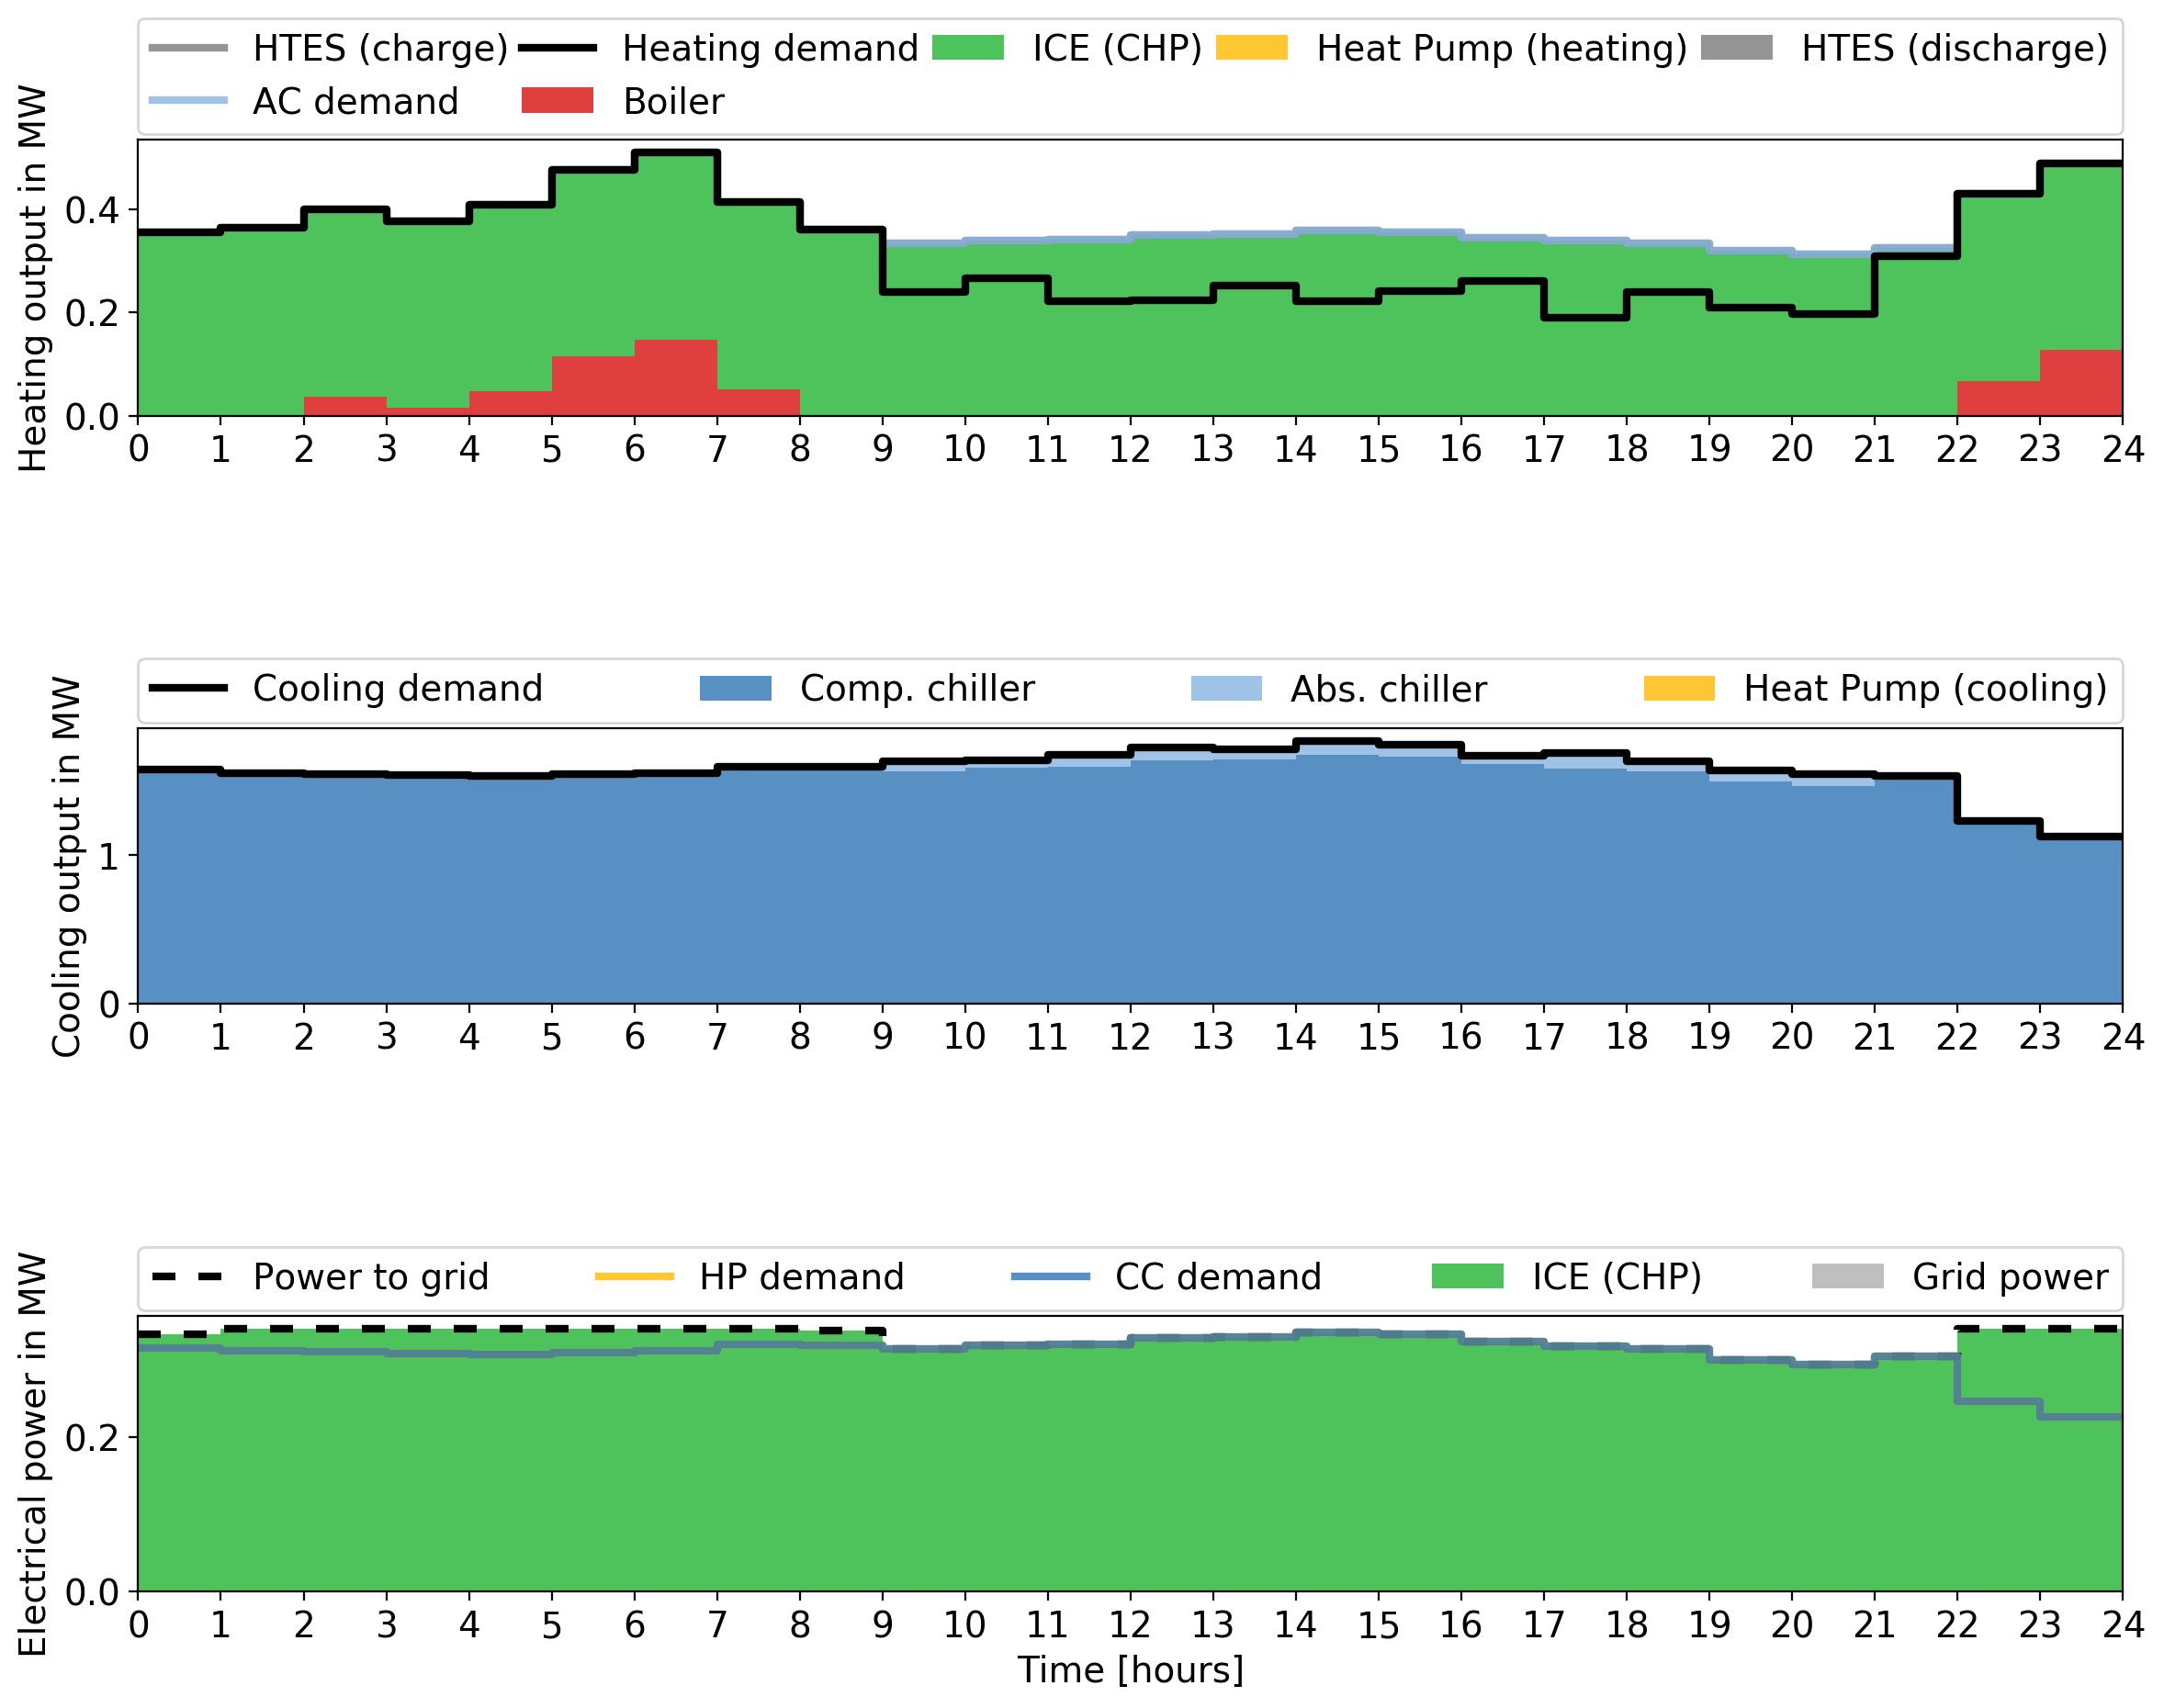 HTES (charge) Heating demand ICE (CHP) Heat Pump (heating) HTES (discharge)
AC demand Boiler
Heating output in MW
0.4
0.2
0.0
0 1 2 3 4 5 6 7 8 9 10 11 12 13 14 15 16 17 18 19 20 21 22 23 24
Cooling demand Comp. chiller Abs. chiller Heat Pump (cooling)
Cooling output in MW
1
0
0 1 2 3 4 5 6 7 8 9 10 11 12 13 14 15 16 17 18 19 20 21 22 23 24
Power to grid HP demand CC demand ICE (CHP) Grid power
Electrical power in MW
0.2
0.0
0 1 2 3 4 5 6 7 8 9 10 11 12 13 14 15 16 17 18 19 20 21 22 23 24
Time [hours]